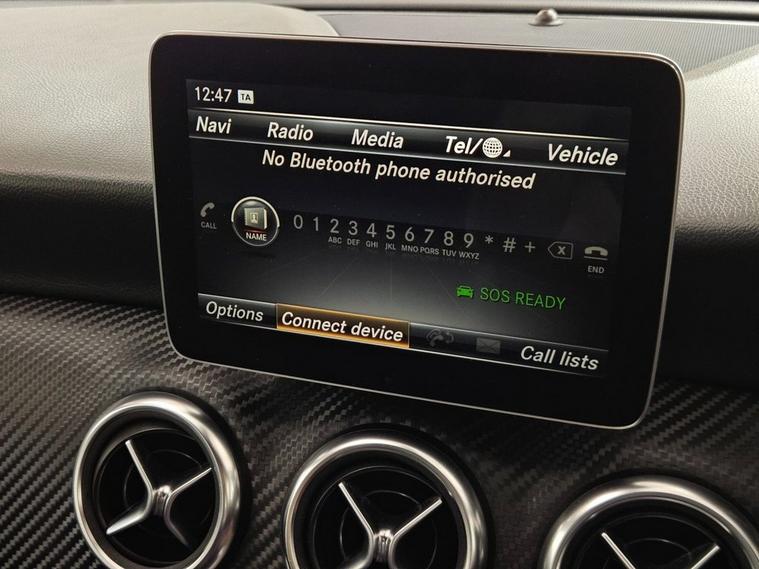 12:47 TA
Navi Radio Media Tel/ Vehicle
No Bluetooth phone authorised
0 1 2 3 4 5 6 7 8 9 * # +
ABC DEF GHI JKL MNO PQRS TUV WXYZ
CALL NAME END
SOS READY
Options Connect device Call lists